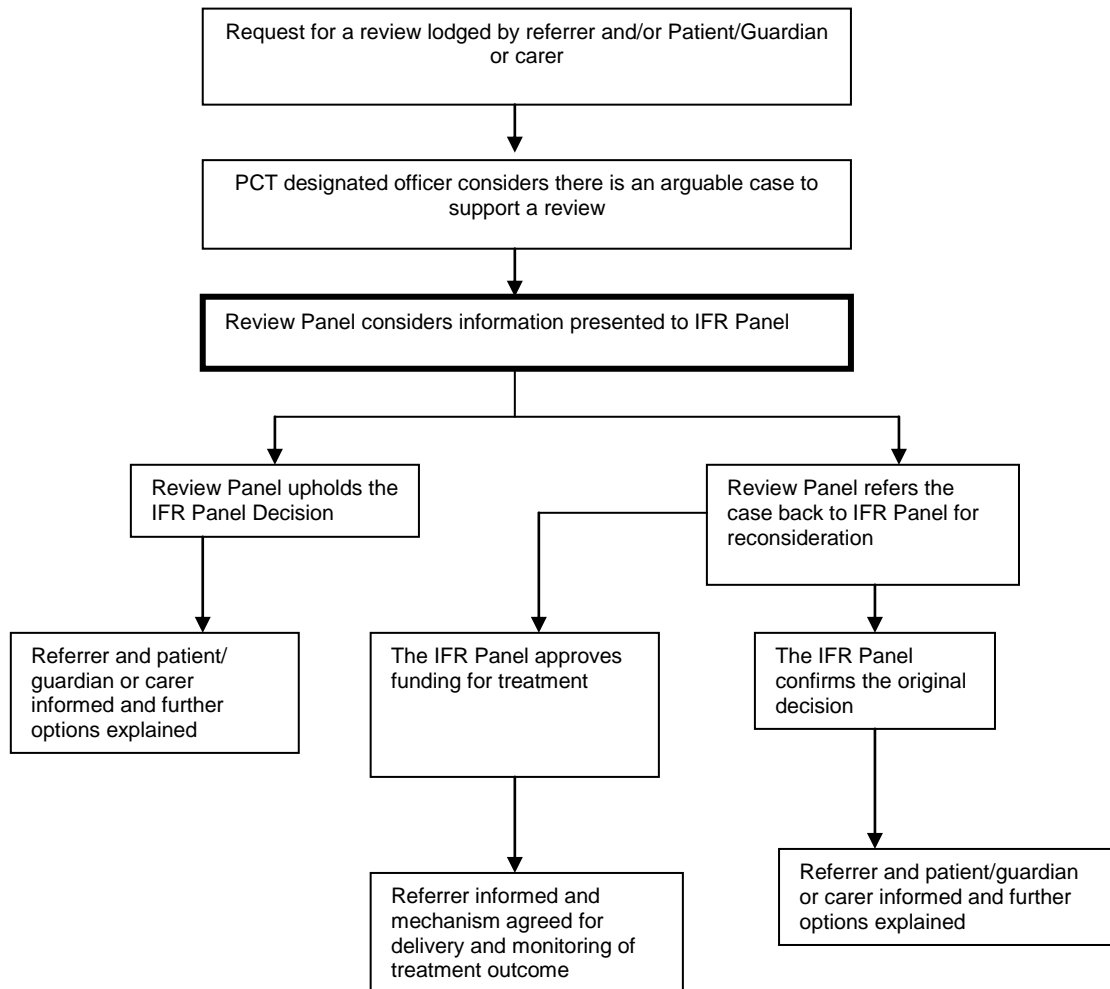 Request for a review lodged by referrer and/or Patient/Guardian
or carer
PCT designated officer considers there is an arguable case to
support a review
Review Panel considers information presented to IFR Panel
Review Panel upholds the
IFR Panel Decision
Review Panel refers the
case back to IFR Panel for
reconsideration
Referrer and patient/
guardian or carer
informed and further
options explained
The IFR Panel approves
funding for treatment
The IFR Panel
confirms the original
decision
Referrer informed and
mechanism agreed for
delivery and monitoring of
treatment outcome
Referrer and patient/guardian
or carer informed and further
options explained